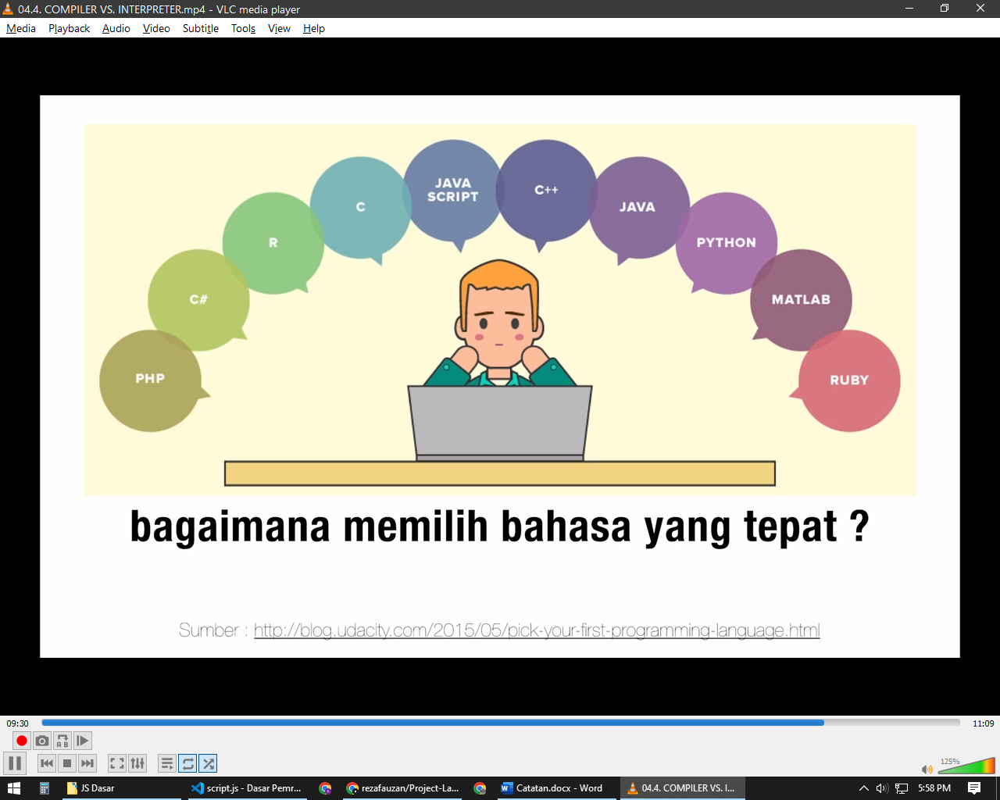 04.4. COMPILER VS. INTERPRETER.mp4 - VLC media player
Media Playback Audio Video Subtitle Tools View Help
PHP
C#
R
C
JAVA
SCRIPT
C++
JAVA
PYTHON
MATLAB
RUBY
bagaimana memilih bahasa yang tepat ?
Sumber : http://blog.udacity.com/2015/05/pick-your-first-programming-language.html
09:30
11:09
A B
125%
JS Dasar
script.js - Dasar Pemr...
rezafauzan/Project-La...
Catatan.docx - Word
04.4. COMPILER VS. I...
5:58 PM